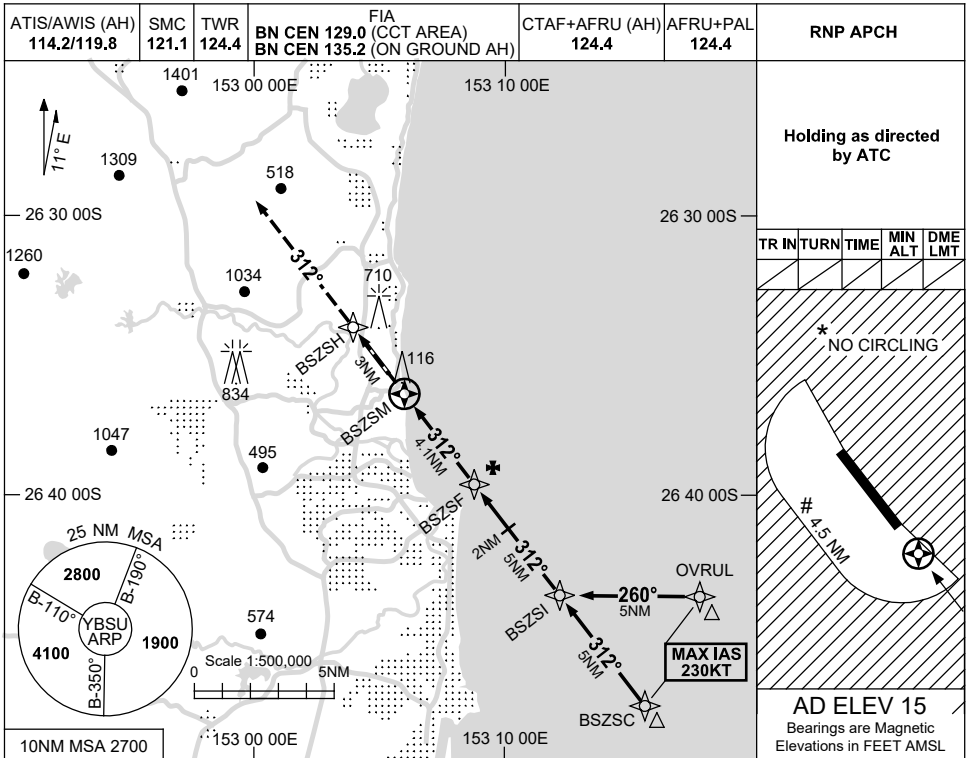 ATIS/AWIS (AH)
114.2/119.8
SMC
121.1
TWR
124.4
FIA
BN CEN 129.0 (CCT AREA)
BN CEN 135.2 (ON GROUND AH)
CTAF+AFRU (AH)
124.4
AFRU+PAL
124.4
RNP APCH
1401
153 00 00E
153 10 00E
11° E
Holding as directed
by ATC
1309
518
26 30 00S
26 30 00S
TR IN
TURN
TIME
MIN
ALT
DME
LMT
312°
1260
1034
710
* NO CIRCLING
BSZSH
3NM
116
834
BSZSM
312°
4.1NM
1047
495
26 40 00S
26 40 00S
BSZSF
# 4.5 NM
2NM
312°
5NM
25 NM MSA
2800
B-190°
B-110°
YBSU
ARP
4100
1900
B-350°
OVRUL
260°
5NM
BSZSI
574
312°
5NM
MAX IAS
230KT
Scale 1:500,000
0
5NM
BSZSC
AD ELEV 15
Bearings are Magnetic
Elevations in FEET AMSL
10NM MSA 2700
153 00 00E
153 10 00E